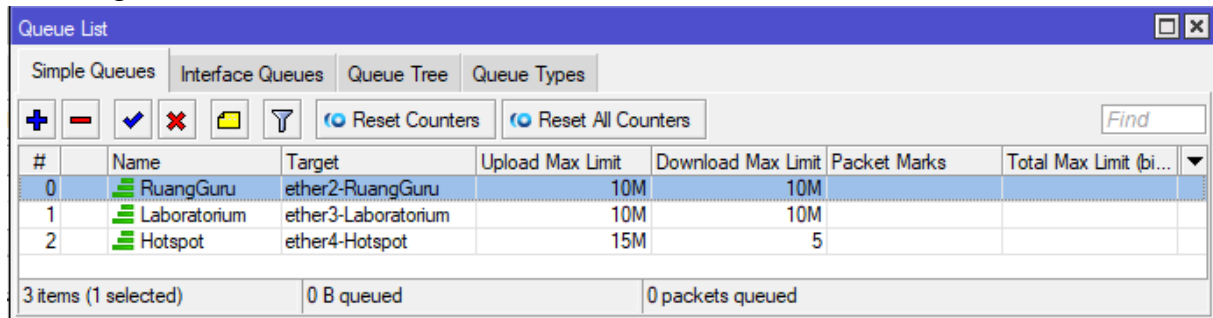 Queue List
Simple Queues Interface Queues Queue Tree Queue Types
Reset Counters Reset All Counters Find
# Name Target Upload Max Limit Download Max Limit Packet Marks Total Max Limit (bi...
0 RuangGuru ether2-RuangGuru 10M 10M
1 Laboratorium ether3-Laboratorium 10M 10M
2 Hotspot ether4-Hotspot 15M 5
3 items (1 selected) 0 B queued 0 packets queued